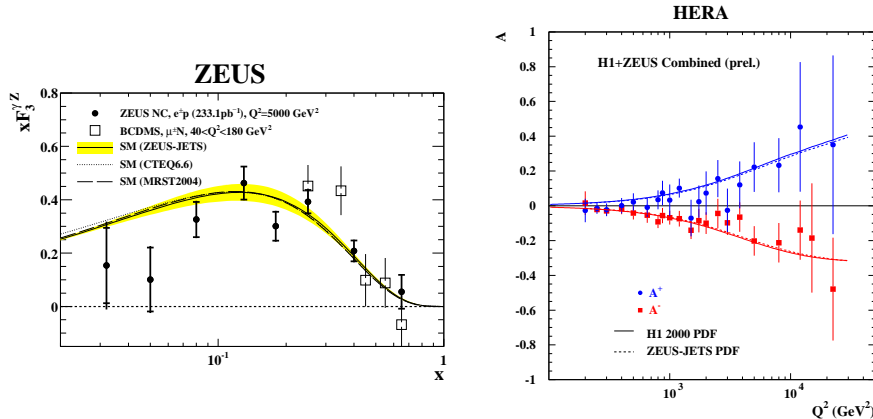 ZEUS
xF₃^γZ
0.8
0.6
0.4
0.2
0
ZEUS NC, e±p (233.1pb⁻¹), Q²=5000 GeV²
BCDMS, μ±N, 40<Q²<180 GeV²
SM (ZEUS-JETS)
SM (CTEQ6.6)
SM (MRST2004)
10⁻¹
1
x
HERA
A
1
0.8
0.6
0.4
0.2
0
-0.2
-0.4
-0.6
-0.8
-1
H1+ZEUS Combined (prel.)
A⁺
A⁻
H1 2000 PDF
ZEUS-JETS PDF
10³
10⁴
Q² (GeV²)